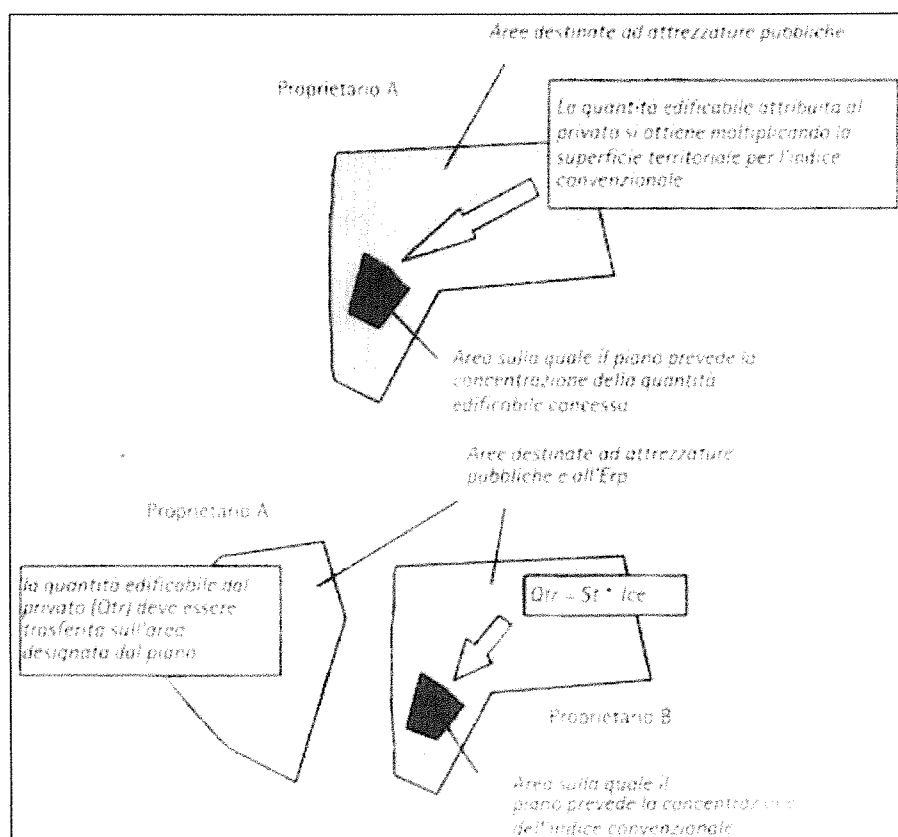 Aree destinate ad attrezzature pubbliche
Proprietario A
La quantità edificabile attribuita al
privato si ottiene moltiplicando la
superficie territoriale per l'indice
convenzionale
Area sulla quale il piano prevede la
concentrazione della quantità
edificabile concessa
Aree destinate ad attrezzature
pubbliche e all'Erp
Proprietario A
la quantità edificabile dal
privato (Qtr) deve essere
trasferita sull'area
designata dal piano
Qtr = St * Ice
Proprietario B
Area sulla quale il
piano prevede la concentrazione
dell'indice convenzionale